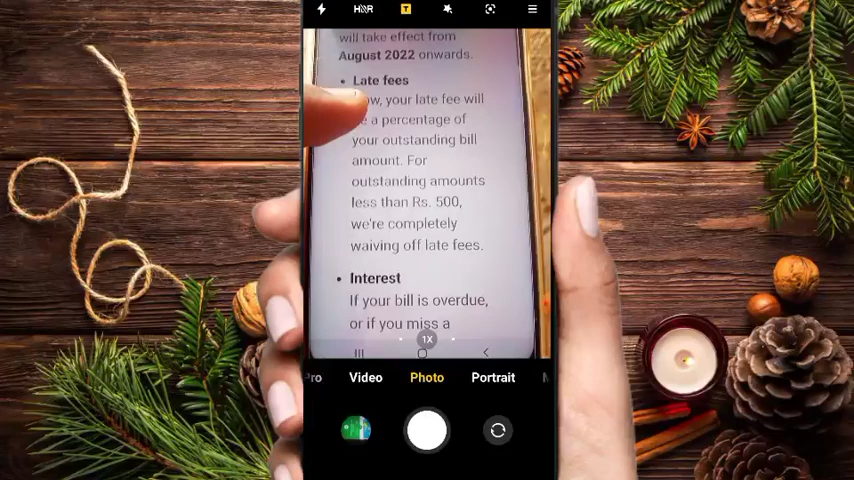 HDR
T
will take effect from
August 2022 onwards.
• Late fees
your late fee will
a percentage of
your outstanding bill
amount. For
outstanding amounts
less than Rs. 500,
we're completely
waiving off late fees.
• Interest
If your bill is overdue,
or if you miss a
1X
Pro Video Photo Portrait